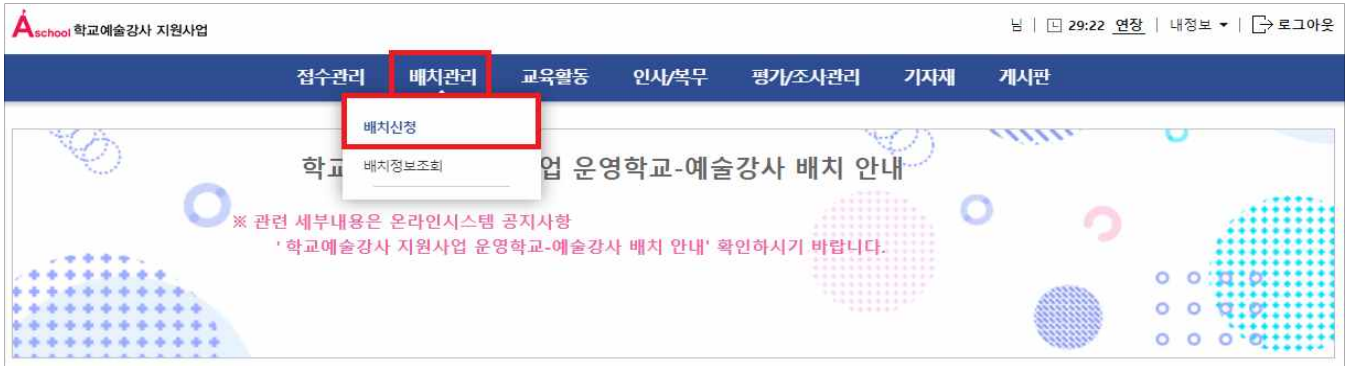 Aschool 학교예술강사 지원사업
님 | 29:22 연장 | 내정보 | 로그아웃
접수관리 배치관리 교육활동 인사/복무 평가/조사관리 기자재 게시판
배치신청
배치정보조회
학교 업 운영학교-예술강사 배치 안내
※ 관련 세부내용은 온라인시스템 공지사항
' 학교예술강사 지원사업 운영학교-예술강사 배치 안내' 확인하시기 바랍니다.